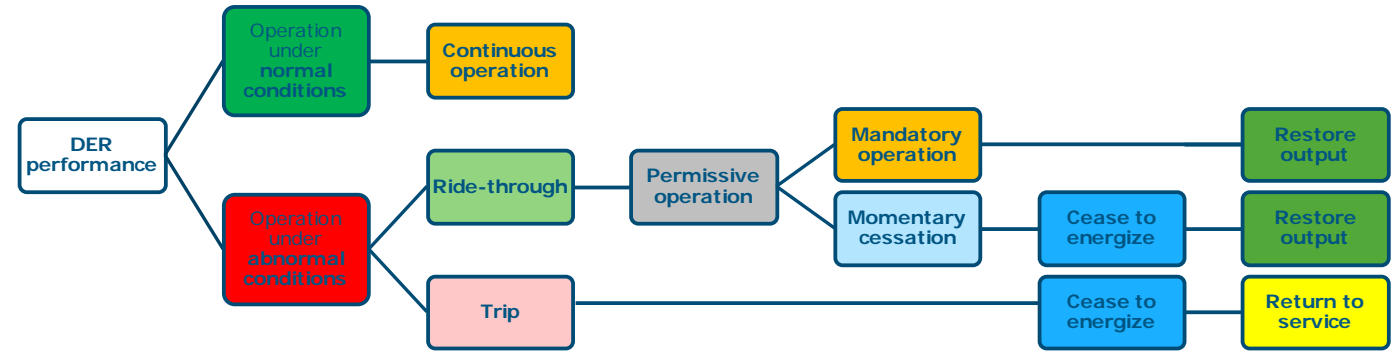 Operation
under
normal
conditions
Continuous
operation
DER
performance
Mandatory
operation
Restore
output
Ride-through
Permissive
operation
Operation
under
abnormal
conditions
Momentary
cessation
Cease to
energize
Restore
output
Trip
Cease to
energize
Return to
service